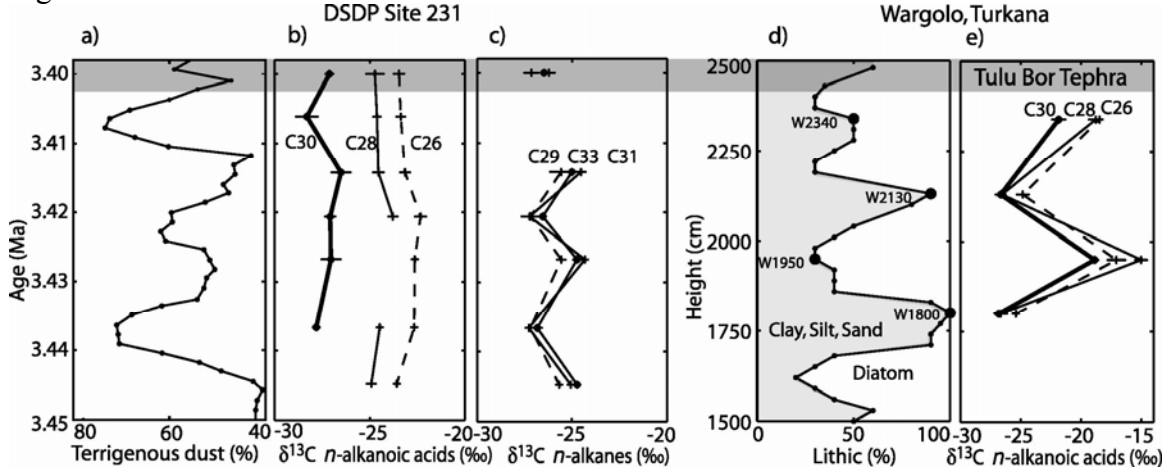 DSDP Site 231
Wargolo, Turkana
a)
b)
c)
d)
e)
3.40
3.41
3.42
3.43
3.44
3.45
Age (Ma)
80
60
40
Terrigenous dust (%)
C30
C28
C26
-30
-25
-20
δ¹³C n-alkanoic acids (‰)
C29
C33
C31
-30
-25
-20
δ¹³C n-alkanes (‰)
2500
2250
2000
1750
1500
Height (cm)
W2340
W2130
W1950
W1800
Clay, Silt, Sand
Diatom
0
50
100
Lithic (%)
Tulu Bor Tephra
C30
C28
C26
-30
-25
-20
-15
-10
δ¹³C n-alkanoic acids (‰)